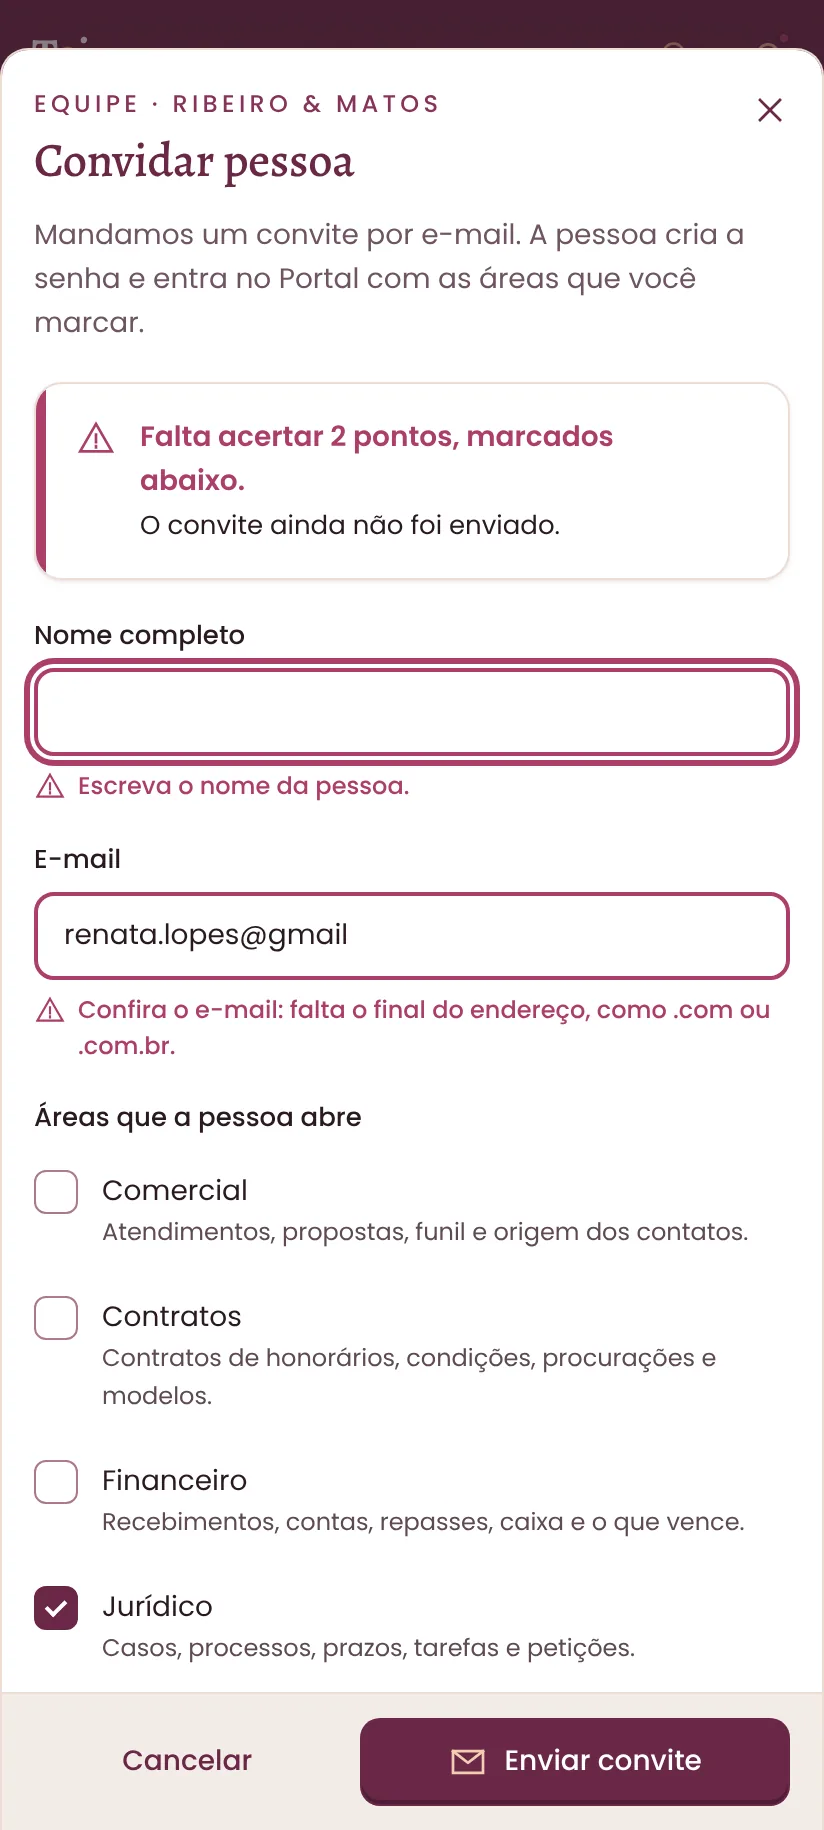 EQUIPE · RIBEIRO & MATOS
Convidar pessoa
Mandamos um convite por e-mail. A pessoa cria a
senha e entra no Portal com as áreas que você
marcar.
Falta acertar 2 pontos, marcados
abaixo.
O convite ainda não foi enviado.
Nome completo
Escreva o nome da pessoa.
E-mail
renata.lopes@gmail
Confira o e-mail: falta o final do endereço, como .com ou
.com.br.
Áreas que a pessoa abre
Comercial
Atendimentos, propostas, funil e origem dos contatos.
Contratos
Contratos de honorários, condições, procurações e
modelos.
Financeiro
Recebimentos, contas, repasses, caixa e o que vence.
Jurídico
Casos, processos, prazos, tarefas e petições.
Cancelar
Enviar convite